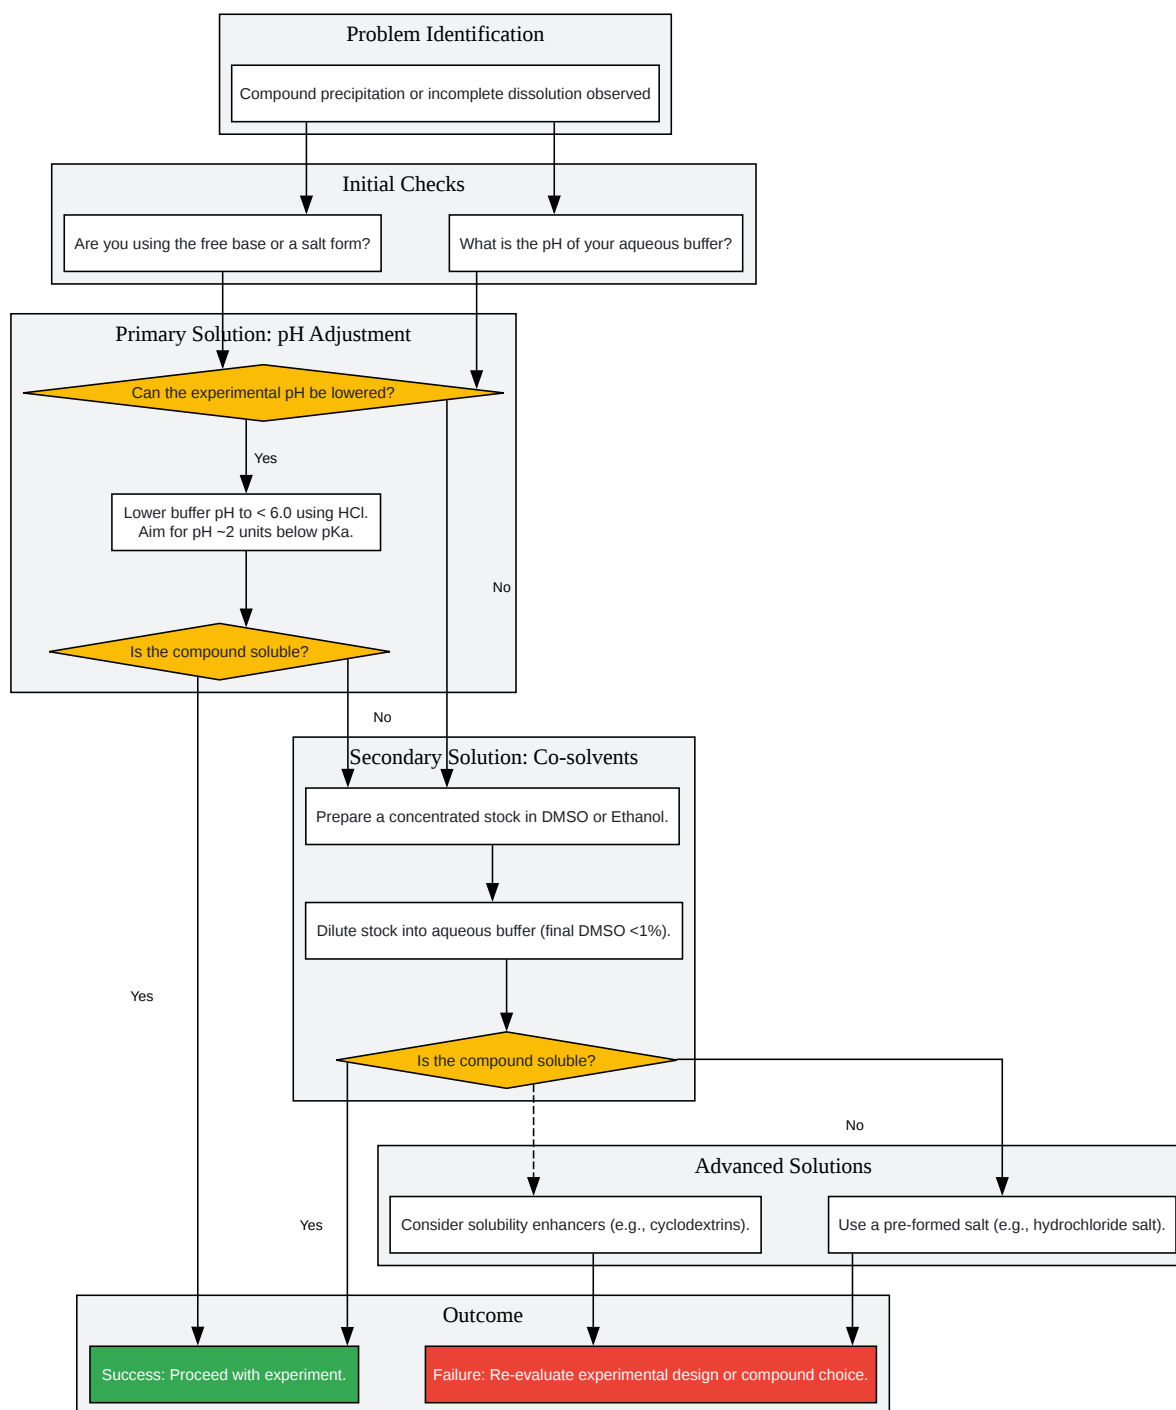 Problem Identification
Compound precipitation or incomplete dissolution observed
Initial Checks
Are you using the free base or a salt form?
What is the pH of your aqueous buffer?
Primary Solution: pH Adjustment
Can the experimental pH be lowered?
Yes
Lower buffer pH to < 6.0 using HCl.
Aim for pH ~2 units below pKa.
No
Is the compound soluble?
No
Secondary Solution: Co-solvents
Prepare a concentrated stock in DMSO or Ethanol.
Dilute stock into aqueous buffer (final DMSO <1%).
Yes
Is the compound soluble?
No
Advanced Solutions
Yes
Consider solubility enhancers (e.g., cyclodextrins).
Use a pre-formed salt (e.g., hydrochloride salt).
Outcome
Success: Proceed with experiment.
Failure: Re-evaluate experimental design or compound choice.